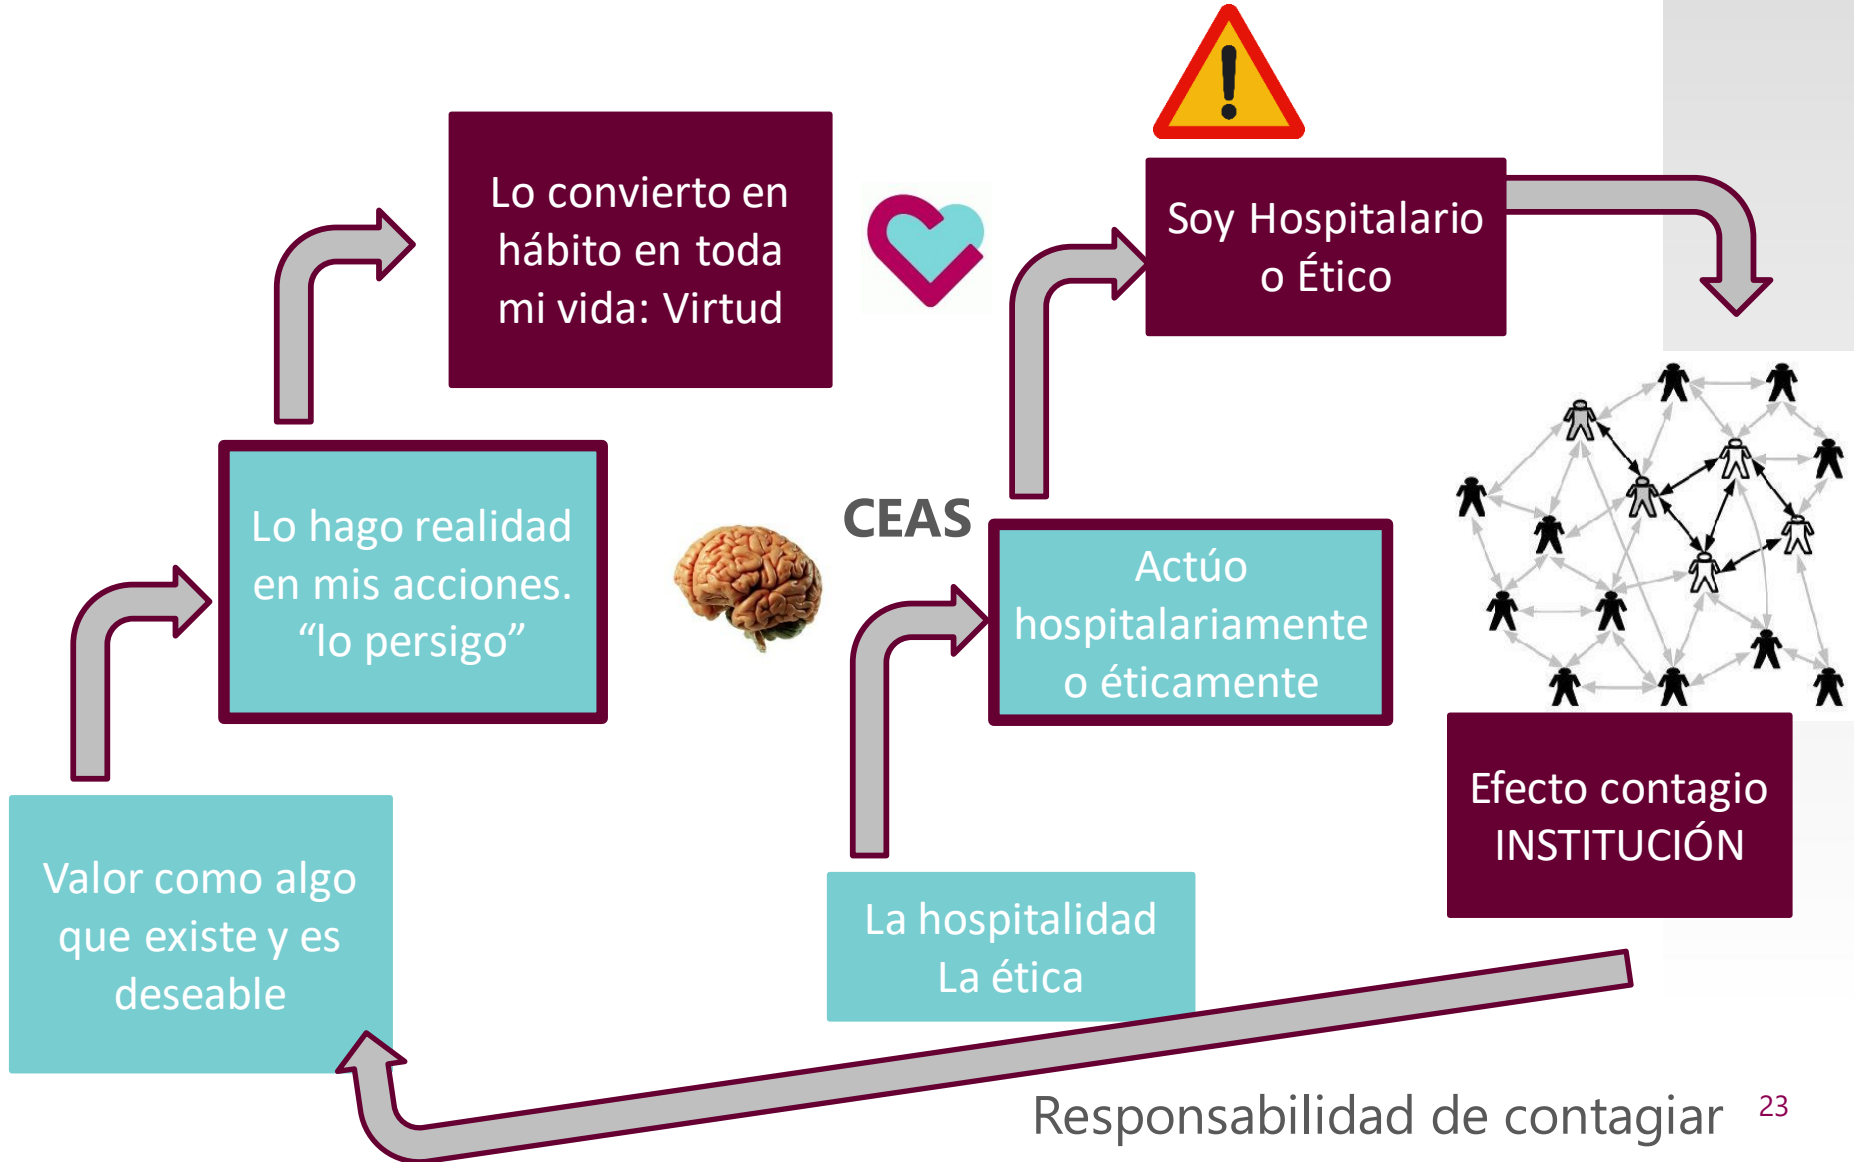 Lo convierto en
hábito en toda
mi vida: Virtud
Soy Hospitalario
o Ético
Lo hago realidad
en mis acciones.
“lo persigo”
CEAS
Actúo
hospitalariamente
o éticamente
Valor como algo
que existe y es
deseable
La hospitalidad
La ética
Efecto contagio
INSTITUCIÓN
Responsabilidad de contagiar
23